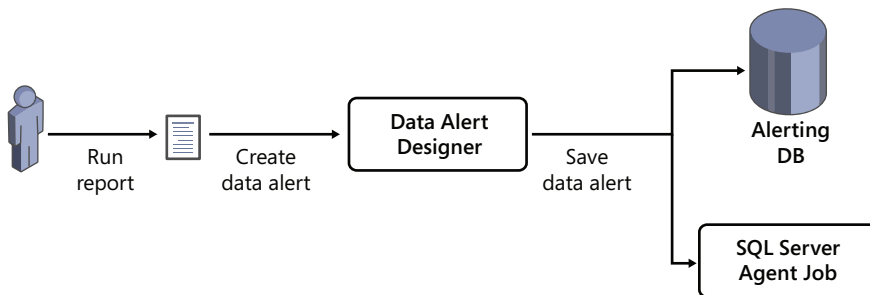 Run
report
Create
data alert
Data Alert
Designer
Save
data alert
Alerting
DB
SQL Server
Agent Job